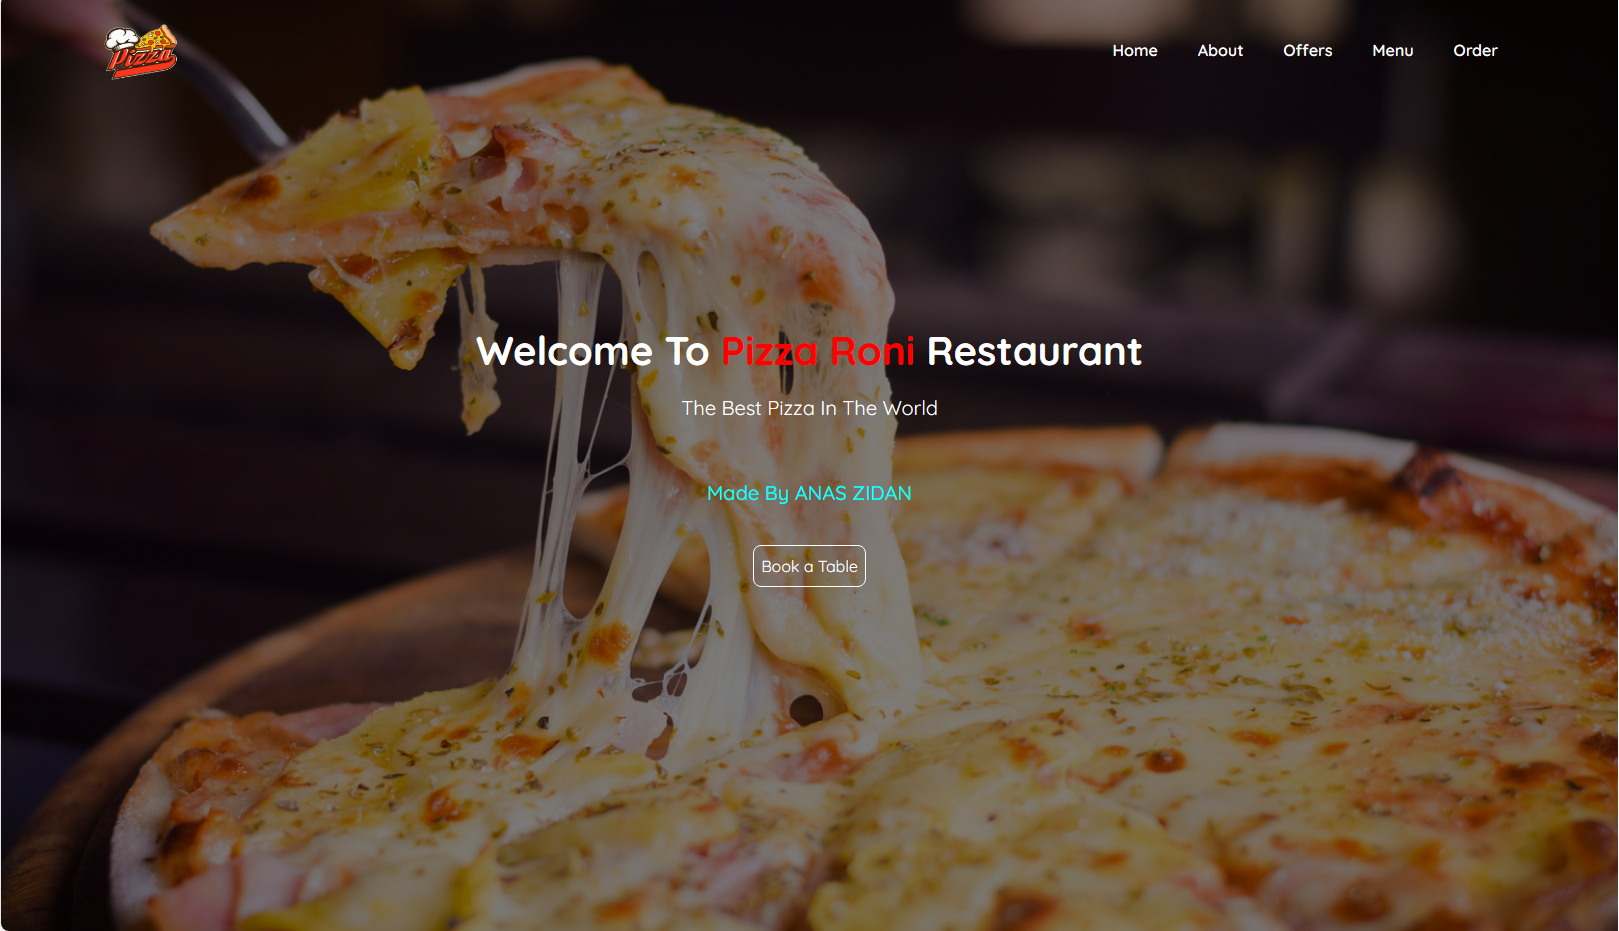 Pizza
Home About Offers Menu Order
Welcome To Pizza Roni Restaurant
The Best Pizza In The World
Made By ANAS ZIDAN
Book a Table